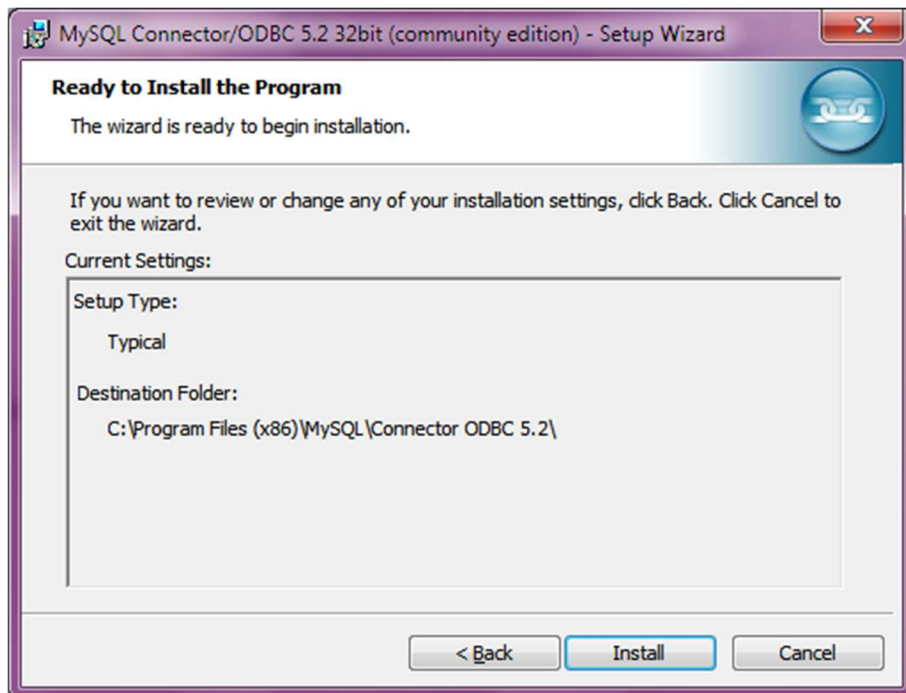 MySQL Connector/ODBC 5.2 32bit (community edition) - Setup Wizard
Ready to Install the Program
The wizard is ready to begin installation.
If you want to review or change any of your installation settings, click Back. Click Cancel to
exit the wizard.
Current Settings:
Setup Type:
Typical
Destination Folder:
C:\Program Files (x86)\MySQL\Connector ODBC 5.2\
< Back
Install
Cancel